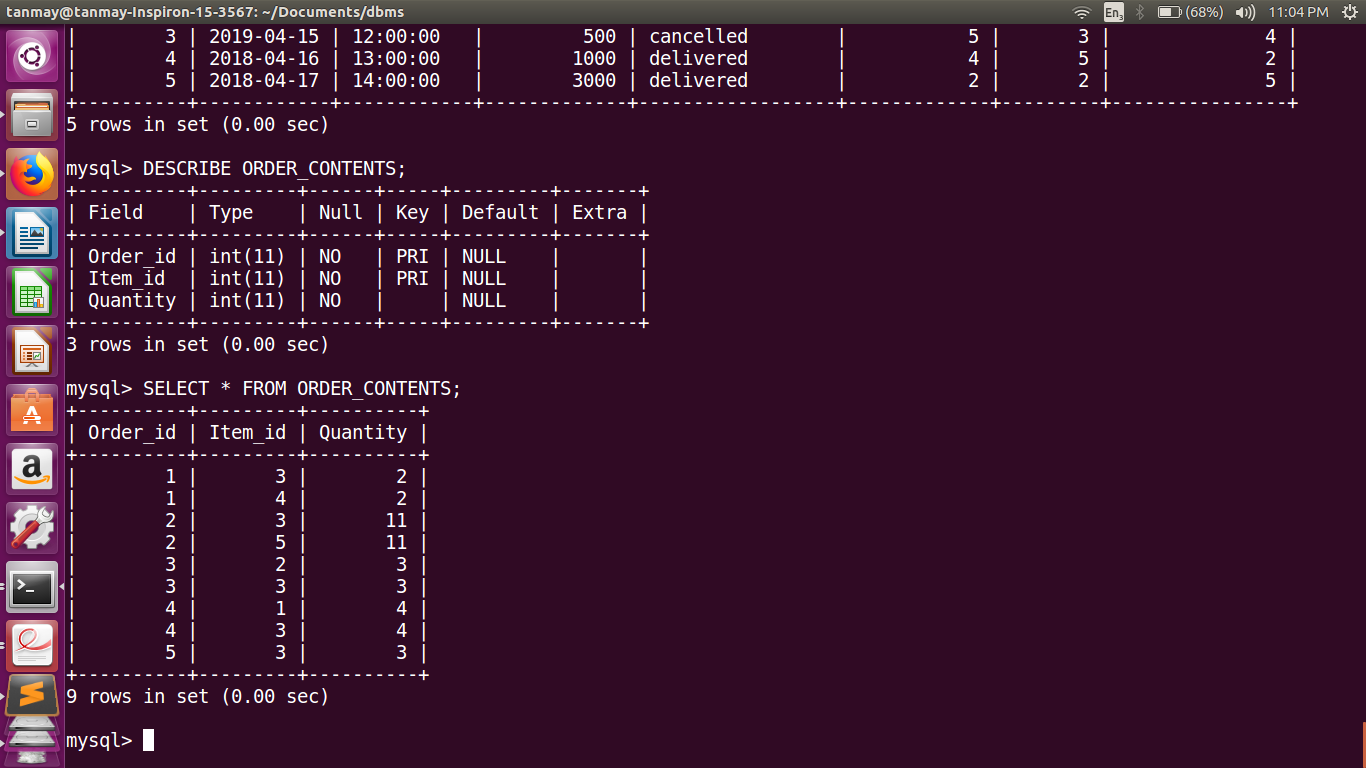 tanmay@tanmay-Inspiron-15-3567: ~/Documents/dbms En3 (68%) 11:04 PM
|        3 | 2019-04-15 | 12:00:00   |         500 | cancelled        |           5 |       3 |              4 |
|        4 | 2018-04-16 | 13:00:00   |        1000 | delivered        |           4 |       5 |              2 |
|        5 | 2018-04-17 | 14:00:00   |        3000 | delivered        |           2 |       2 |              5 |
+----------+------------+------------+-------------+------------------+-------------+---------+----------------+
5 rows in set (0.00 sec)
mysql> DESCRIBE ORDER_CONTENTS;
+----------+---------+------+-----+---------+-------+
| Field    | Type    | Null | Key | Default | Extra |
+----------+---------+------+-----+---------+-------+
| Order_id | int(11) | NO   | PRI | NULL    |       |
| Item_id  | int(11) | NO   | PRI | NULL    |       |
| Quantity | int(11) | NO   |     | NULL    |       |
+----------+---------+------+-----+---------+-------+
3 rows in set (0.00 sec)
mysql> SELECT * FROM ORDER_CONTENTS;
+----------+---------+----------+
| Order_id | Item_id | Quantity |
+----------+---------+----------+
|        1 |       3 |        2 |
|        1 |       4 |        2 |
|        2 |       3 |       11 |
|        2 |       5 |       11 |
|        3 |       2 |        3 |
|        3 |       3 |        3 |
|        4 |       1 |        4 |
|        4 |       3 |        4 |
|        5 |       3 |        3 |
+----------+---------+----------+
9 rows in set (0.00 sec)
mysql>